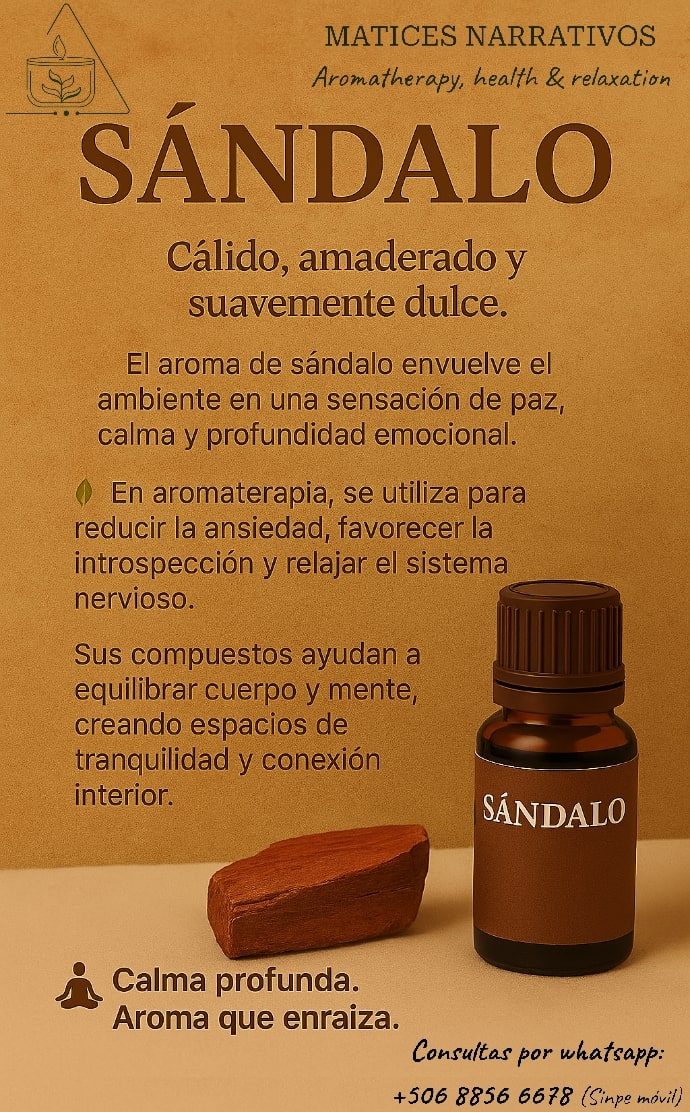 MATICES NARRATIVOS
Aromatherapy, health & relaxation
SÁNDALO
Cálido, amaderado y
suavemente dulce.
El aroma de sándalo envuelve el
ambiente en una sensación de paz,
calma y profundidad emocional.
En aromaterapia, se utiliza para
reducir la ansiedad, favorecer la
introspección y relajar el sistema
nervioso.
Sus compuestos ayudan a
equilibrar cuerpo y mente,
creando espacios de
tranquilidad y conexión
interior.
SÁNDALO
Calma profunda.
Aroma que enraiza.
Consultas por whatsapp:
+506 8856 6678 (Sinpe móvil)